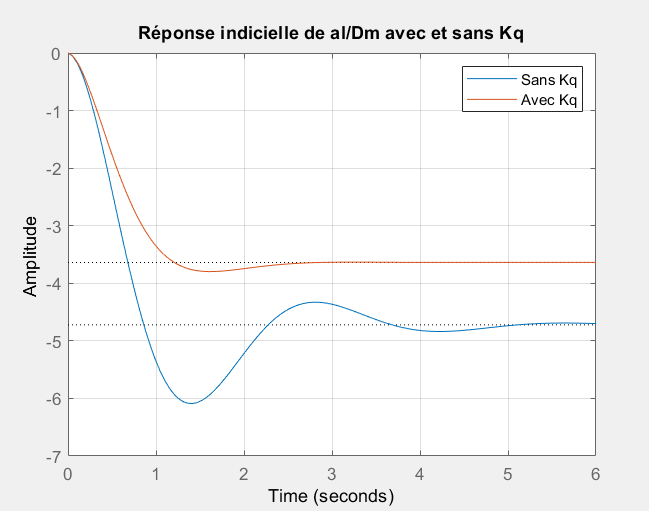 Réponse indicielle de al/Dm avec et sans Kq
Sans Kq
Avec Kq
Amplitude
0
-1
-2
-3
-4
-5
-6
-7
0 1 2 3 4 5 6
Time (seconds)